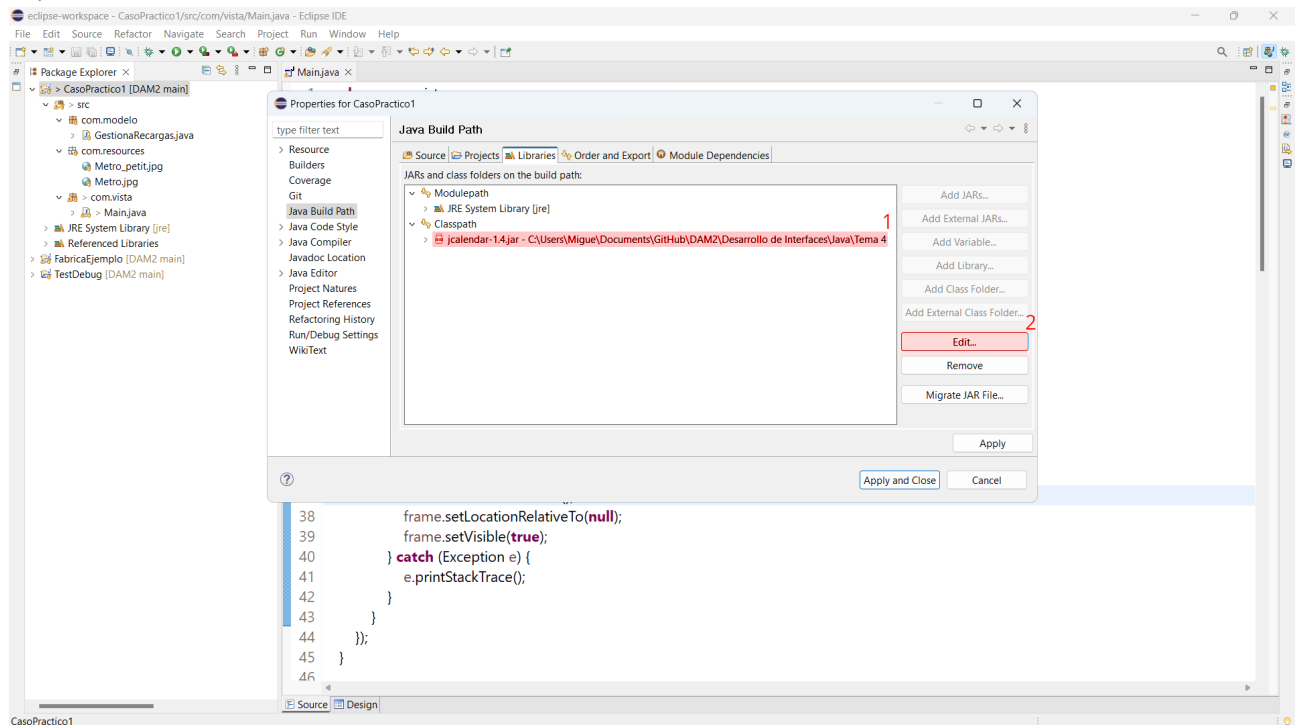 eclipse-workspace - CasoPractico1/src/com/vista/Main.java - Eclipse IDE
File Edit Source Refactor Navigate Search Project Run Window Help
Package Explorer
Main.java
> CasoPractico1 [DAM2 main]
> src
com.modelo
GestionaRecargas.java
com.resources
Metro_petit.jpg
Metro.jpg
> com.vista
> Main.java
JRE System Library [jre]
Referenced Libraries
FabricaEjemplo [DAM2 main]
TestDebug [DAM2 main]
Properties for CasoPractico1
type filter text
Resource
Builders
Coverage
Git
Java Build Path
Java Code Style
Java Compiler
Javadoc Location
Java Editor
Project Natures
Project References
Refactoring History
Run/Debug Settings
WikiText
Java Build Path
Source Projects Libraries Order and Export Module Dependencies
JARs and class folders on the build path:
Modulepath
JRE System Library [jre]
Classpath
1
jcalendar-1.4.jar - C:\Users\Migue\Documents\GitHub\DAM2\Desarrollo de Interfaces\Java\Tema 4
Add JARs...
Add External JARs...
Add Variable...
Add Library...
Add Class Folder...
Add External Class Folder...
2
Edit...
Remove
Migrate JAR File...
Apply
Apply and Close Cancel
38 frame.setLocationRelativeTo(null);
39 frame.setVisible(true);
40 } catch (Exception e) {
41 e.printStackTrace();
42 }
43 }
44 });
45 }
46
Source Design
CasoPractico1